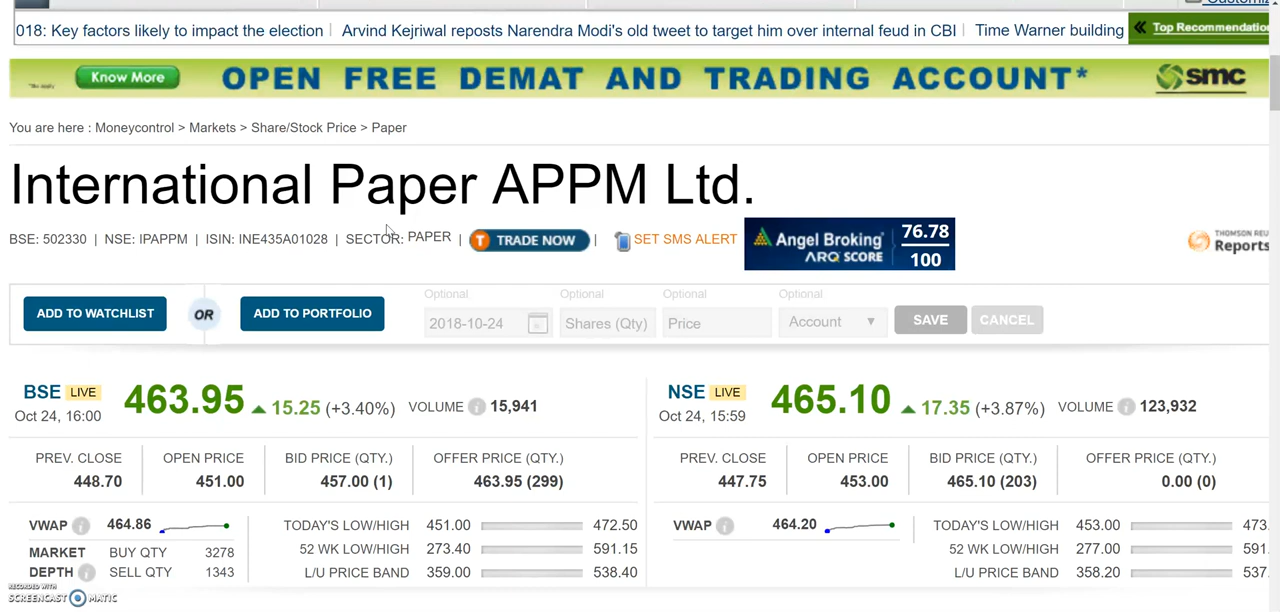 Customiz
018: Key factors likely to impact the election | Arvind Kejriwal reports Narendra Modi's old tweet to target him over internal feud in CBI | Time Warner building
Top Recommendation
Know More OPEN FREE DEMAT AND TRADING ACCOUNT* smc
You are here : Moneycontrol > Markets > Share/Stock Price > Paper
International Paper APPM Ltd.
BSE: 502330 | NSE: IPAPPM | ISIN: INE435A01028 | SECTOR: PAPER | T TRADE NOW | SET SMS ALERT
Angel Broking ARQ SCORE 76.78 100
THOMSON REU
Reports
ADD TO WATCHLIST OR ADD TO PORTFOLIO
Optional Optional Optional Optional
2018-10-24 Shares (Qty) Price Account ▼ SAVE CANCEL
BSE LIVE 463.95 15.25 (+3.40%) VOLUME i 15,941
Oct 24, 16:00
PREV. CLOSE OPEN PRICE BID PRICE (QTY.) OFFER PRICE (QTY.)
448.70 451.00 457.00 (1) 463.95 (299)
VWAP i 464.86
MARKET DEPTH i
BUY QTY 3278
SELL QTY 1343
TODAY'S LOW/HIGH 451.00 472.50
52 WK LOW/HIGH 273.40 591.15
L/U PRICE BAND 359.00 538.40
NSE LIVE 465.10 17.35 (+3.87%) VOLUME i 123,932
Oct 24, 15:59
PREV. CLOSE OPEN PRICE BID PRICE (QTY.) OFFER PRICE (QTY.)
447.75 453.00 465.10 (203) 0.00 (0)
VWAP i 464.20
TODAY'S LOW/HIGH 453.00 473.
52 WK LOW/HIGH 277.00 591.
L/U PRICE BAND 358.20 537.
RECORDED WITH
SCREENCAST MATIC